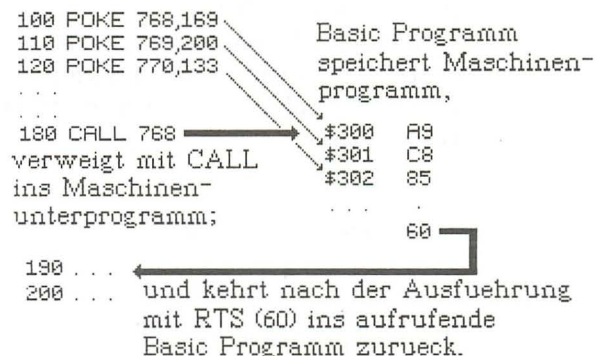 100 POKE 768,169
110 POKE 769,200
120 POKE 770,133
. . .
. . .
180 CALL 768
verweigt mit CALL
ins Maschinen-
unterprogramm;
Basic Programm
speichert Maschinen-
programm,
$300 A9
$301 C8
$302 85
. . . .
60
190 . . .
200 . . .
und kehrt nach der Ausfuehrung
mit RTS (60) ins aufrufende
Basic Programm zurueck.